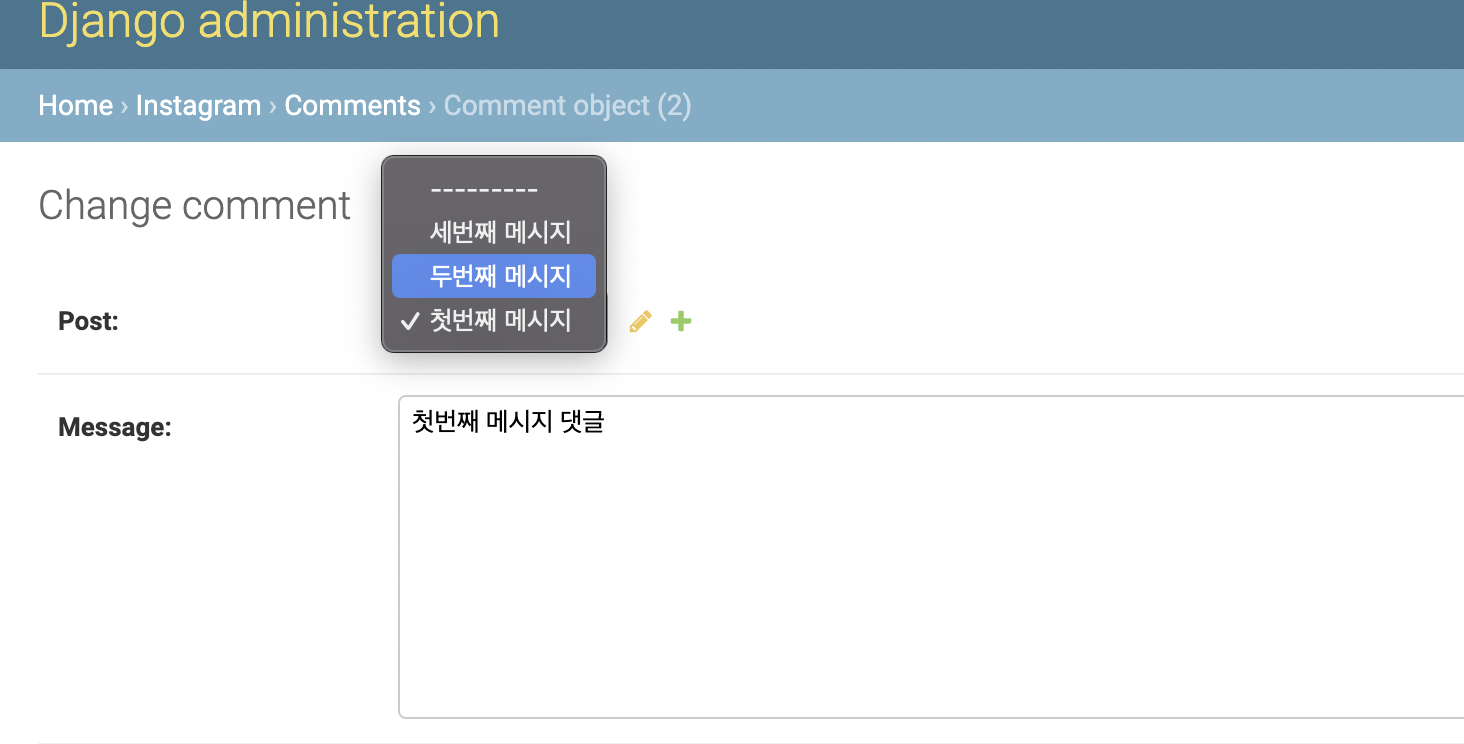 Django administration
Home › Instagram › Comments › Comment object (2)
Change comment
---------
세번째 메시지
두번째 메시지
Post:
✓ 첫번째 메시지
Message:
첫번째 메시지 댓글